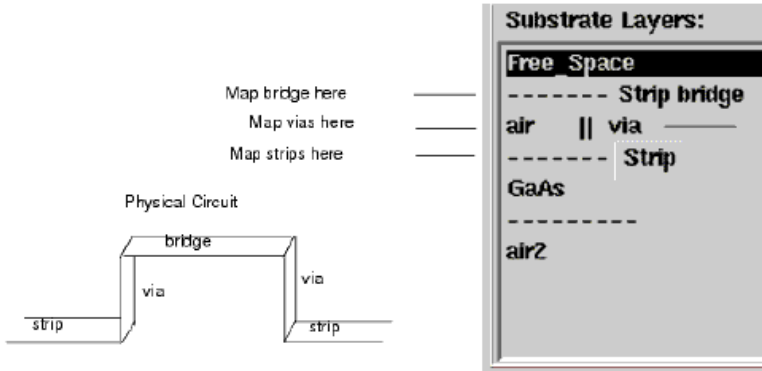 Substrate Layers:
Free_Space
Map bridge here
------- Strip bridge
Map vias here
air || via
Map strips here
------- Strip
GaAs
---------
air2
Physical Circuit
bridge
via
via
strip
strip